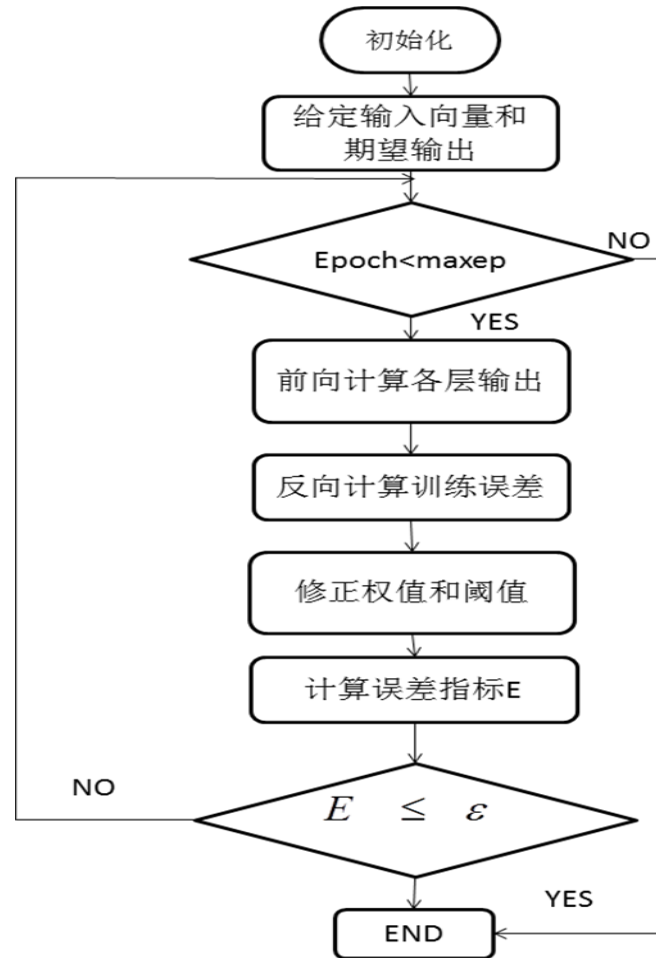 初始化
给定输入向量和
期望输出
Epoch<maxep
NO
YES
前向计算各层输出
反向计算训练误差
修正权值和阈值
计算误差指标E
NO
E ≤ ε
YES
END